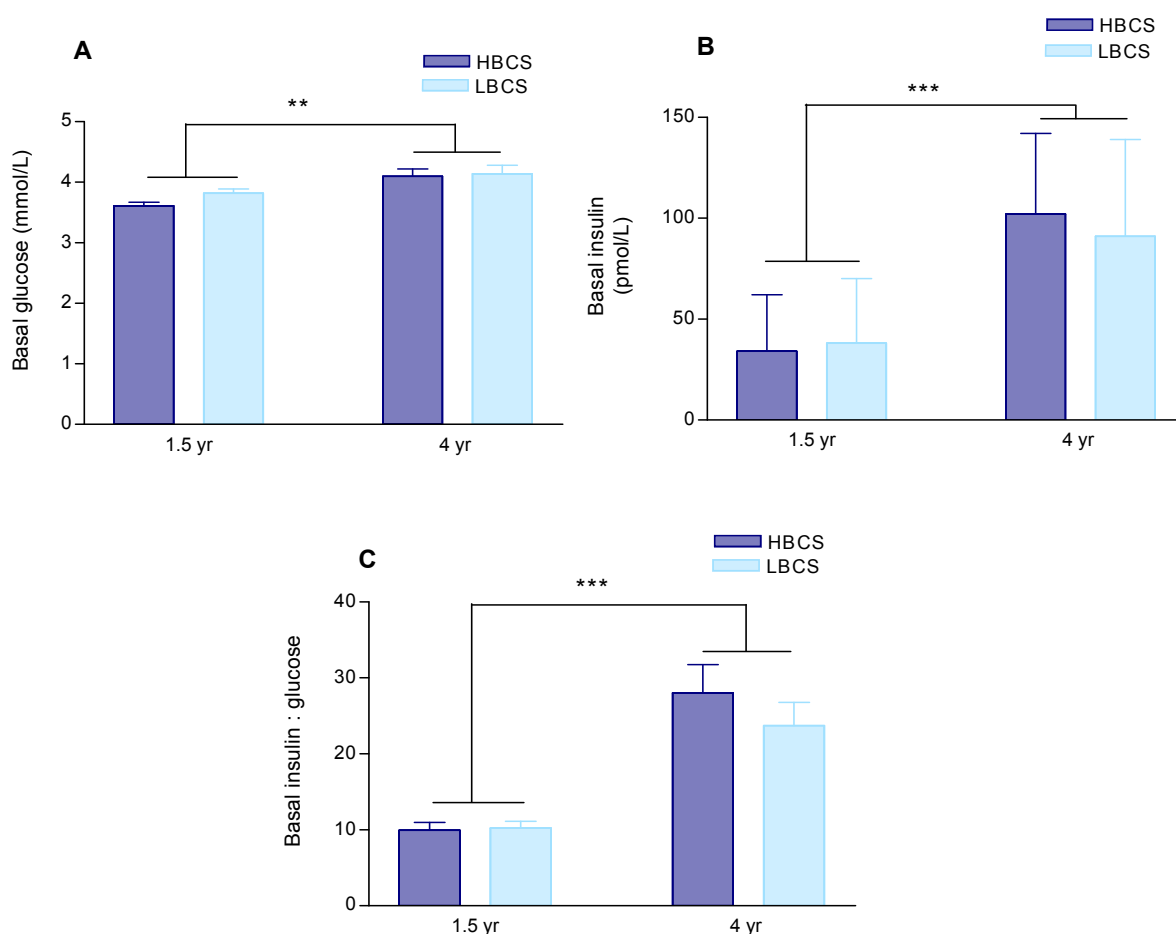 A
HBCS
LBCS
**
Basal glucose (mmol/L)
5
4
3
2
1
0
1.5 yr
4 yr
B
HBCS
LBCS
***
Basal insulin
(pmol/L)
150
100
50
0
1.5 yr
4 yr
C
HBCS
LBCS
***
Basal insulin : glucose
40
30
20
10
0
1.5 yr
4 yr